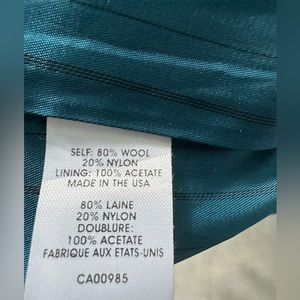 SELF: 80% WOOL
20% NYLON
LINING: 100% ACETATE
MADE IN THE USA
80% LAINE
20% NYLON
DOUBLURE:
100% ACETATE
FABRIQUE AUX ETATS-UNIS
CA00985